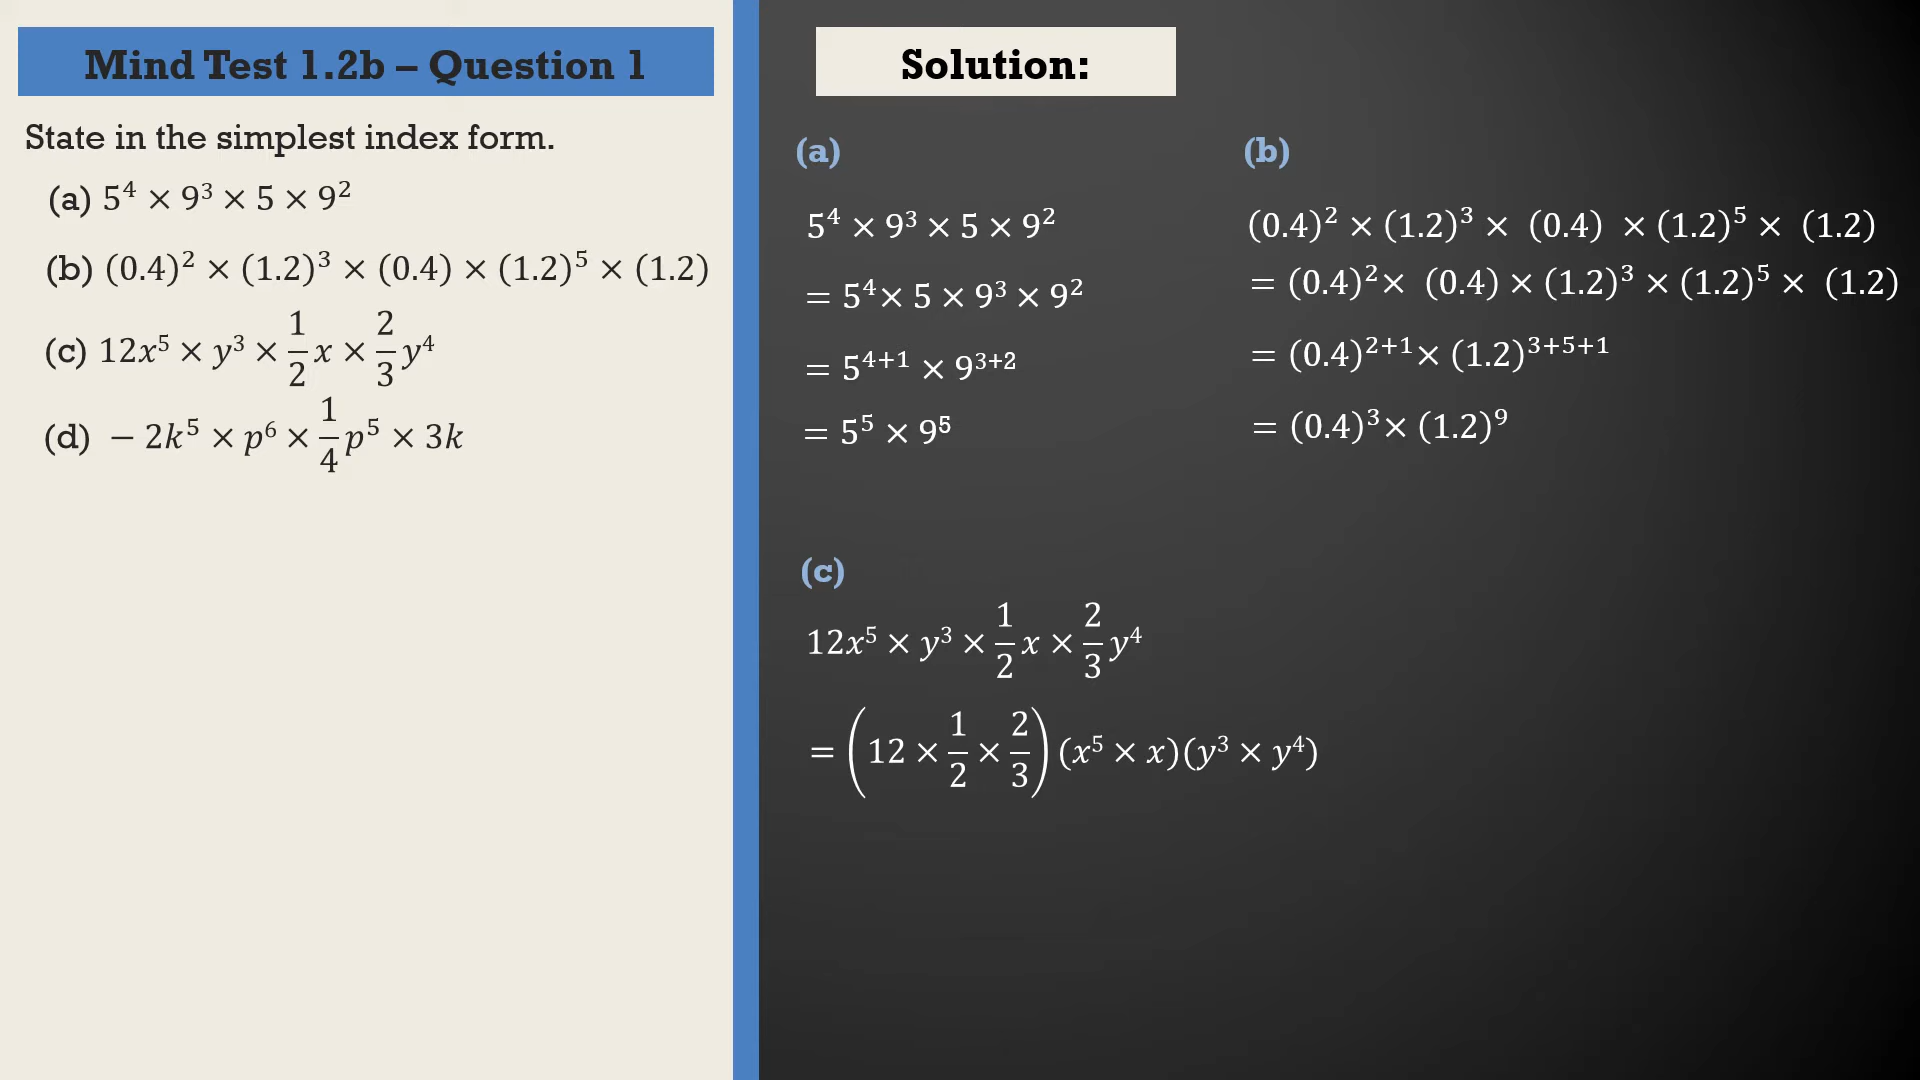 Mind Test 1.2b – Question 1
State in the simplest index form.
(a) 5⁴ × 9³ × 5 × 9²
(b) (0.4)² × (1.2)³ × (0.4) × (1.2)⁵ × (1.2)
(c) 12x⁵ × y³ × 1/2 x × 2/3 y⁴
(d) − 2k⁵ × p⁶ × 1/4 p⁵ × 3k
Solution:
(a)
5⁴ × 9³ × 5 × 9²
= 5⁴ × 5 × 9³ × 9²
= 5⁴⁺¹ × 9³⁺²
= 5⁵ × 9⁵
(b)
(0.4)² × (1.2)³ × (0.4) × (1.2)⁵ × (1.2)
= (0.4)² × (0.4) × (1.2)³ × (1.2)⁵ × (1.2)
= (0.4)²⁺¹ × (1.2)³⁺⁵⁺¹
= (0.4)³ × (1.2)⁹
(c)
12x⁵ × y³ × 1/2 x × 2/3 y⁴
= (12 × 1/2 × 2/3) (x⁵ × x)(y³ × y⁴)